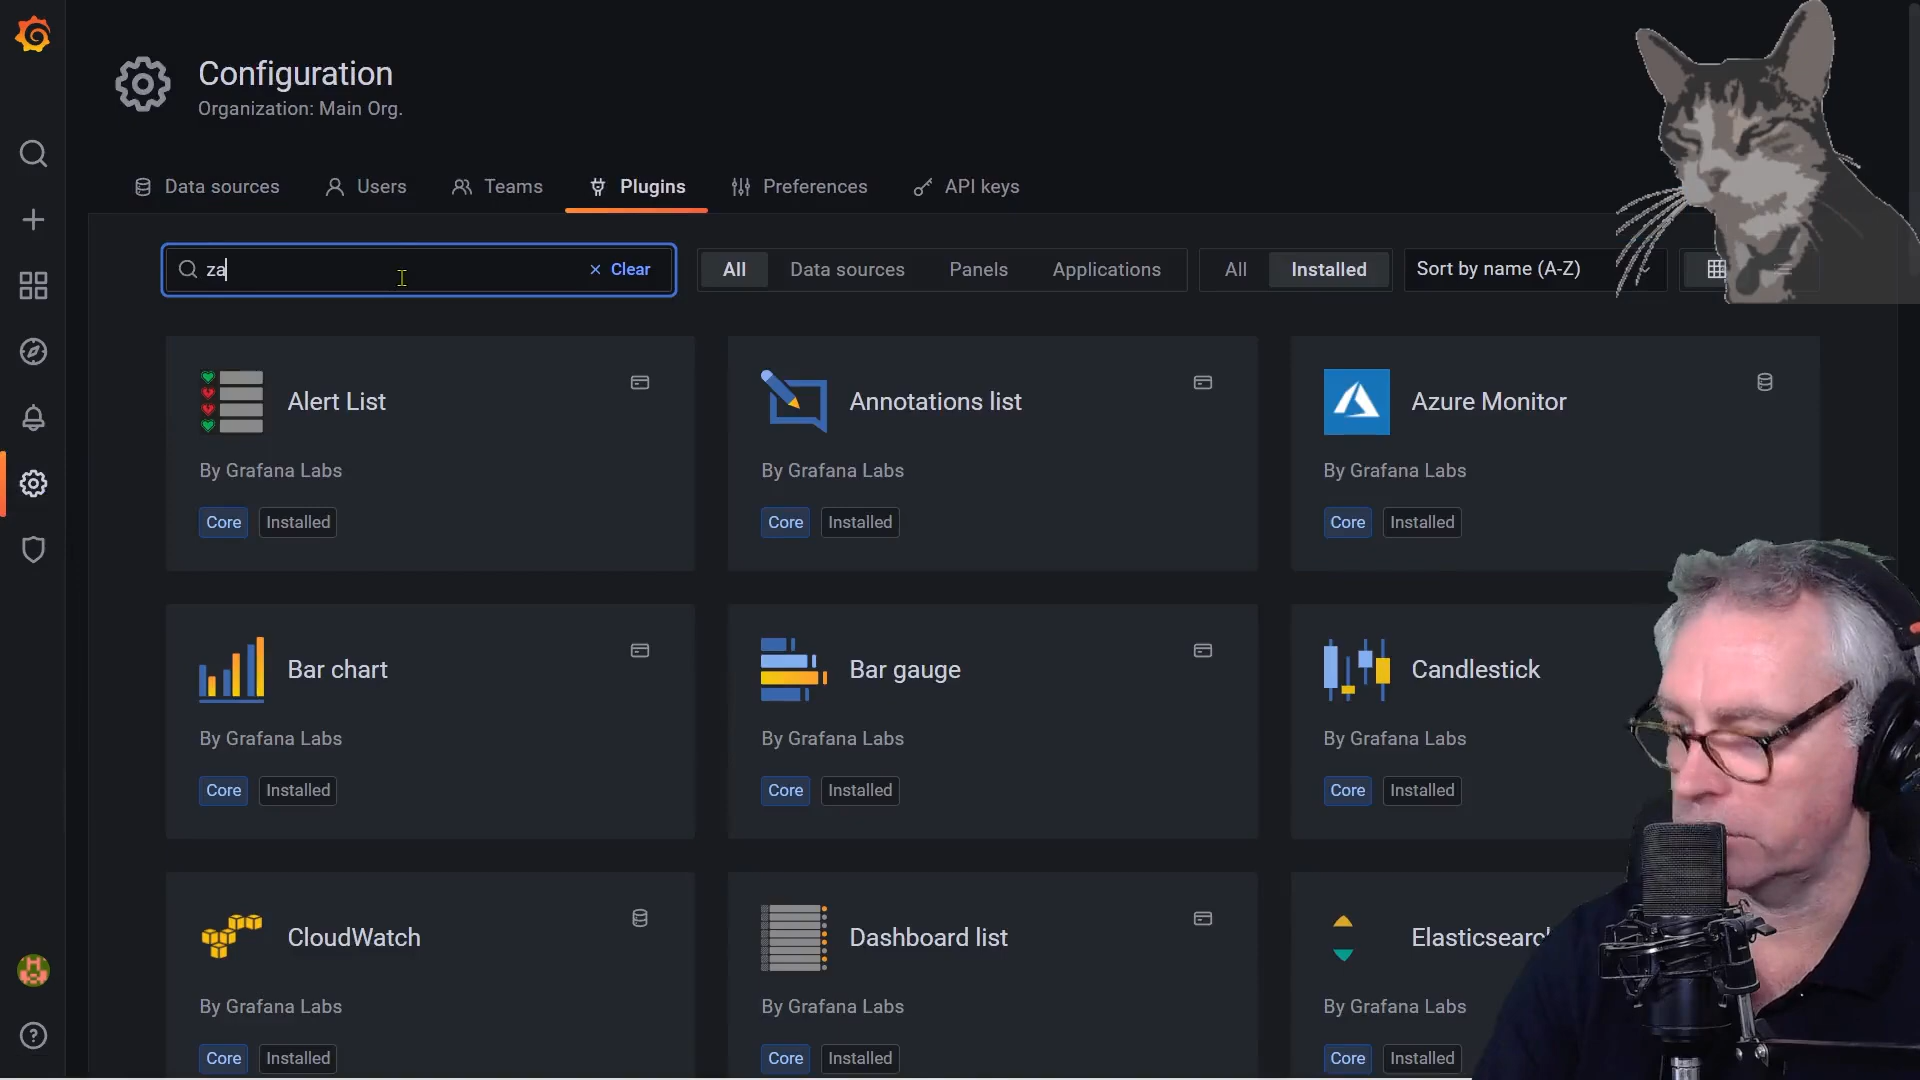 Configuration
Organization: Main Org.
Data sources
Users
Teams
Plugins
Preferences
API keys
za
Clear
All
Data sources
Panels
Applications
All
Installed
Sort by name (A-Z)
Alert List
By Grafana Labs
Core
Installed
Annotations list
By Grafana Labs
Core
Installed
Azure Monitor
By Grafana Labs
Core
Installed
Bar chart
By Grafana Labs
Core
Installed
Bar gauge
By Grafana Labs
Core
Installed
Candlestick
By Grafana Labs
Core
Installed
CloudWatch
By Grafana Labs
Core
Installed
Dashboard list
By Grafana Labs
Core
Installed
Elasticsearch
By Grafana Labs
Core
Installed